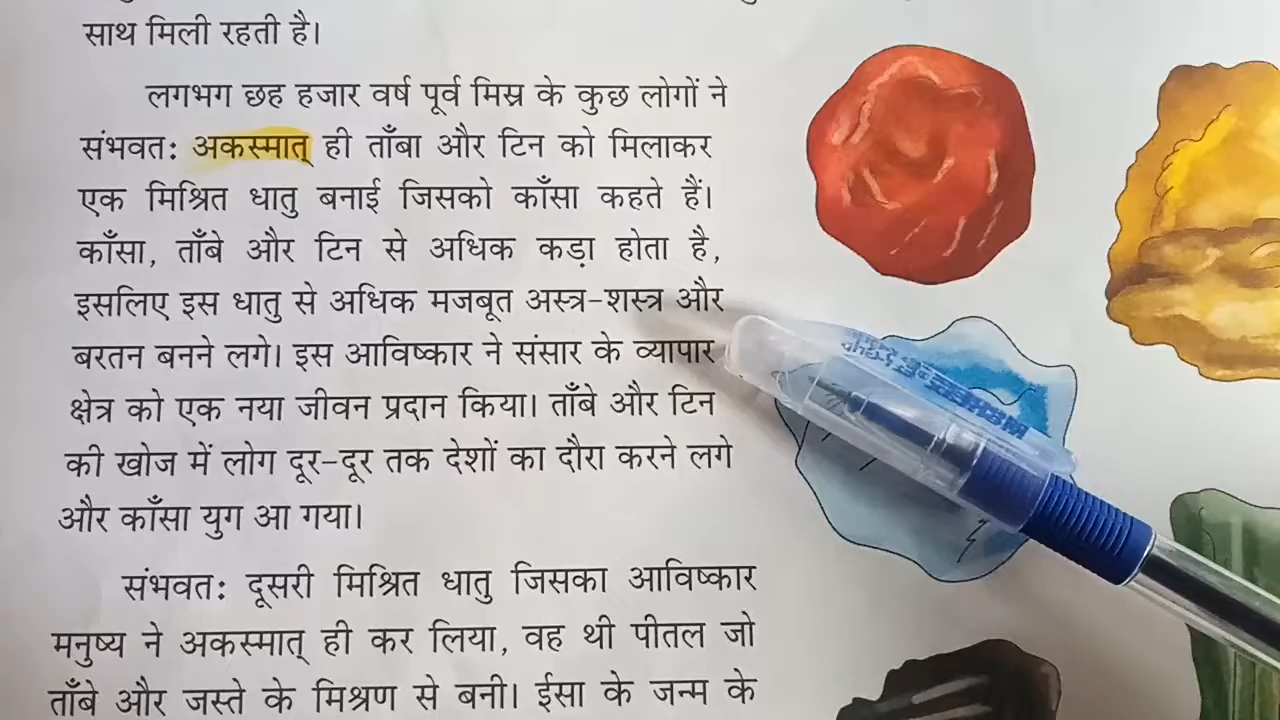 साथ मिली रहती है।
लगभग छह हजार वर्ष पूर्व मिस्र के कुछ लोगों ने
संभवत: अकस्मात् ही ताँबा और टिन को मिलाकर
एक मिश्रित धातु बनाई जिसको काँसा कहते हैं।
काँसा, ताँबे और टिन से अधिक कड़ा होता है,
इसलिए इस धातु से अधिक मजबूत अस्त्र-शस्त्र और
बरतन बनने लगे। इस आविष्कार ने संसार के व्यापार
क्षेत्र को एक नया जीवन प्रदान किया। ताँबे और टिन
की खोज में लोग दूर-दूर तक देशों का दौरा करने लगे
और काँसा युग आ गया।
संभवत: दूसरी मिश्रित धातु जिसका आविष्कार
मनुष्य ने अकस्मात् ही कर लिया, वह थी पीतल जो
ताँबे और जस्ते के मिश्रण से बनी। ईसा के जन्म के